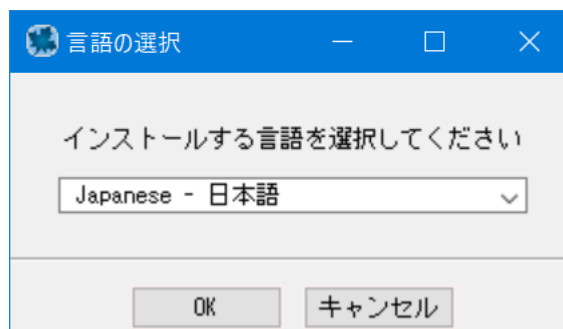 言語の選択
インストールする言語を選択してください
Japanese - 日本語
OK
キャンセル